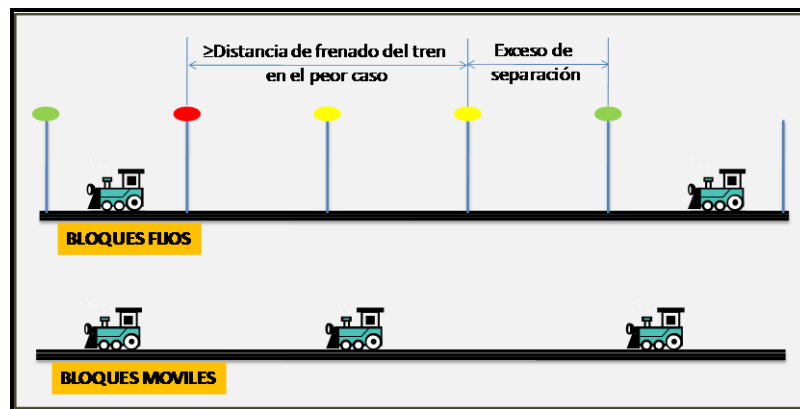 ≥Distancia de frenado del tren
en el peor caso
Exceso de
separación
BLOQUES FIJOS
BLOQUES MOVILES